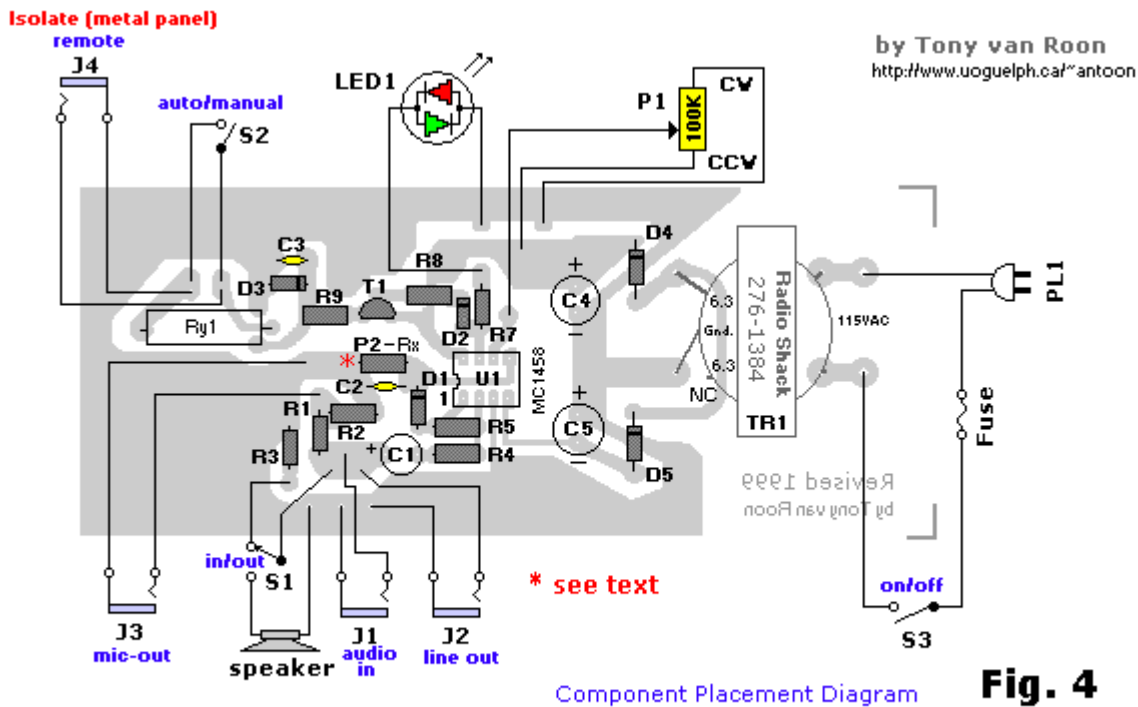 Isolate (metal panel)
remote
J4
auto/manual
S2
LED1
P1
100K
CW
CCW
by Tony van Roon
http://www.uoguelph.ca/~antoon
C3
D3
R9
T1
R8
D2
R7
Ry1
P2-Rx
*
C2
D1
1
U1
MC1458
R1
R2
R3
C1
R5
R4
+
C4
−
+
C5
−
+
D4
D5
6.3
Gnd.
6.3
NC
Radio Shack
276-1384
TR1
115VAC
PL1
Fuse
Revised 1999
by Tony van Roon
in/out
S1
on/off
S3
* see text
J3
mic-out
speaker
J1
audio
in
J2
line out
Component Placement Diagram
Fig. 4